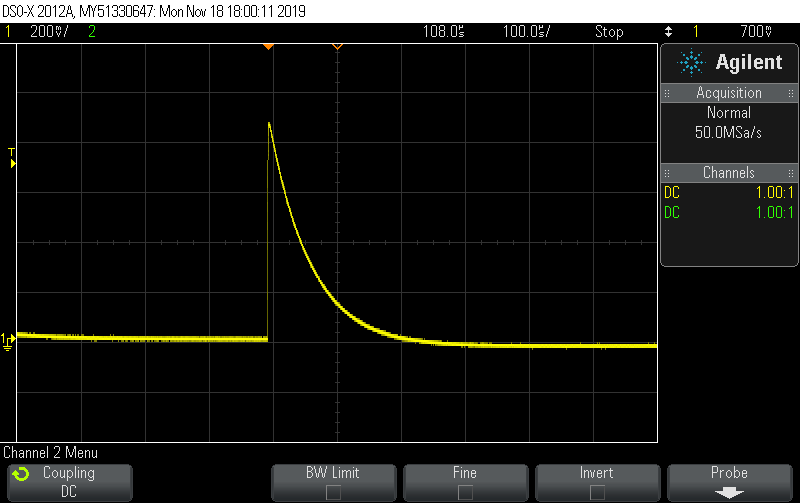 DSO-X 2012A, MY51330647: Mon Nov 18 18:00:11 2019
1 200V/ 2 108.0s 100.0s/ Stop 1 700V
Agilent
Acquisition
Normal
50.0MSa/s
Channels
DC 1.00:1
DC 1.00:1
T
1
Channel 2 Menu
Coupling
DC
BW Limit
Fine
Invert
Probe